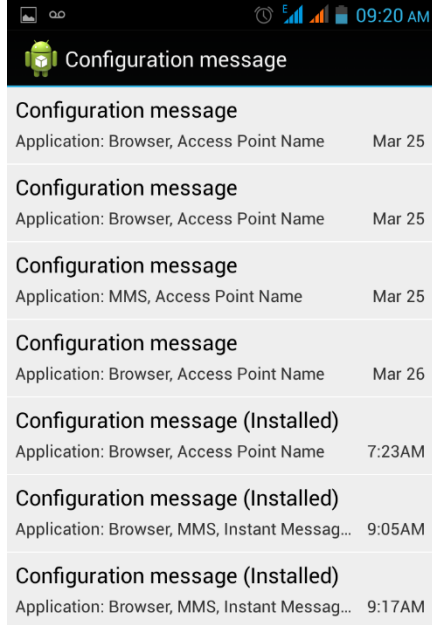 E 09:20 AM
Configuration message
Configuration message
Application: Browser, Access Point Name Mar 25
Configuration message
Application: Browser, Access Point Name Mar 25
Configuration message
Application: MMS, Access Point Name Mar 25
Configuration message
Application: Browser, Access Point Name Mar 26
Configuration message (Installed)
Application: Browser, Access Point Name 7:23AM
Configuration message (Installed)
Application: Browser, MMS, Instant Messag... 9:05AM
Configuration message (Installed)
Application: Browser, MMS, Instant Messag... 9:17AM